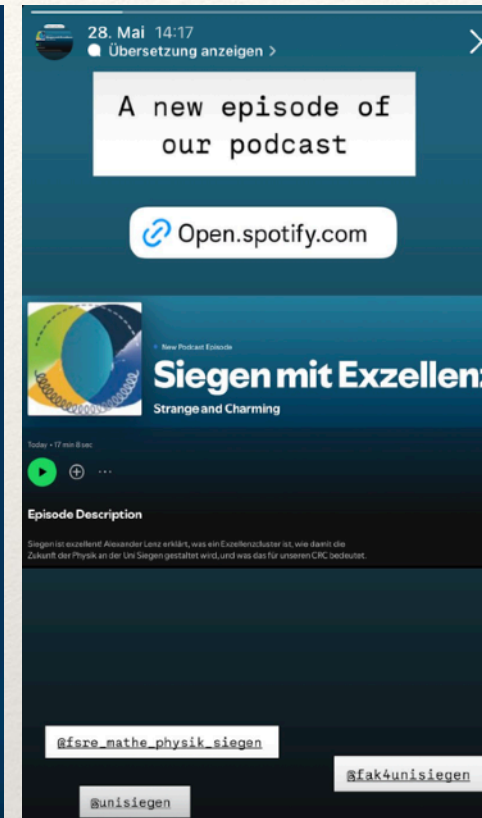 28. Mai 14:17
Übersetzung anzeigen >
A new episode of
our podcast
Open.spotify.com
New Podcast Episode
Siegen mit Exzellenz
Strange and Charming
Today • 17 min 8 sec
Episode Description
Siegen ist exzellent! Alexander Lenz erklärt, was ein Exzellenzcluster ist, wie damit die
Zukunft der Physik an der Uni Siegen gestaltet wird, und was das für unseren CRC bedeutet.
@fsre_mathe_physik_siegen
@fak4unisiegen
@unisiegen